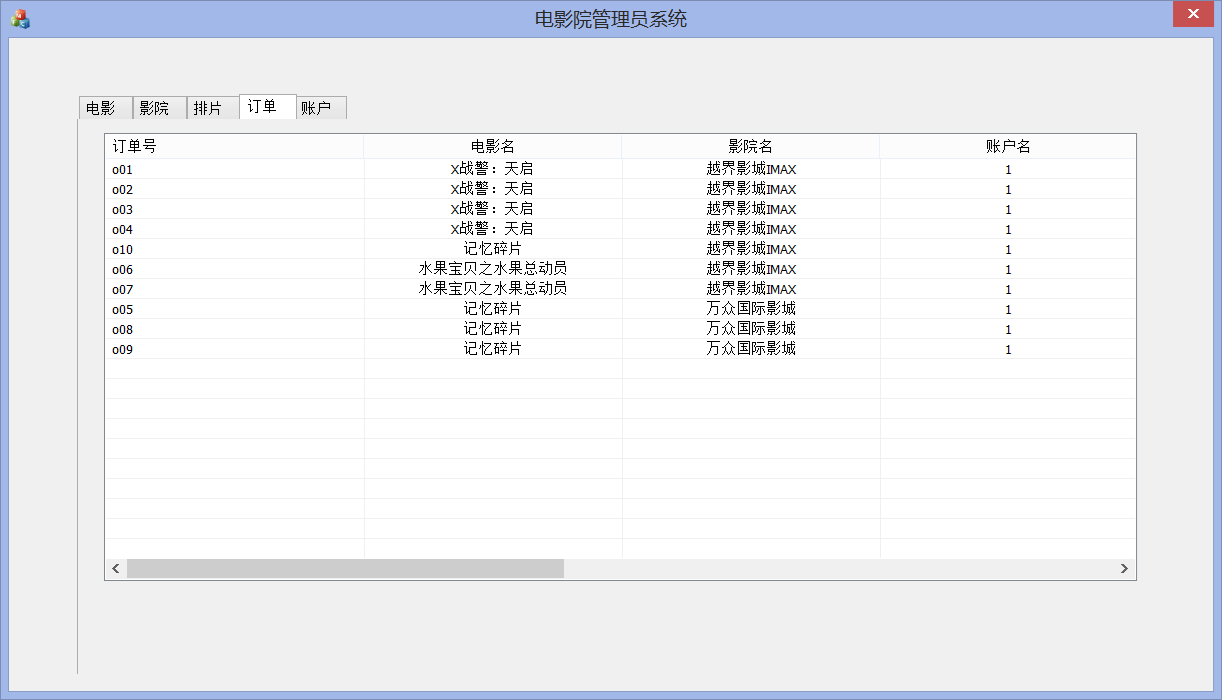 电影院管理员系统
电影 影院 排片 订单 账户
订单号 电影名 影院名 账户名
o01 X战警：天启 越界影城IMAX 1
o02 X战警：天启 越界影城IMAX 1
o03 X战警：天启 越界影城IMAX 1
o04 X战警：天启 越界影城IMAX 1
o10 记忆碎片 越界影城IMAX 1
o06 水果宝贝之水果总动员 越界影城IMAX 1
o07 水果宝贝之水果总动员 越界影城IMAX 1
o05 记忆碎片 万众国际影城 1
o08 记忆碎片 万众国际影城 1
o09 记忆碎片 万众国际影城 1